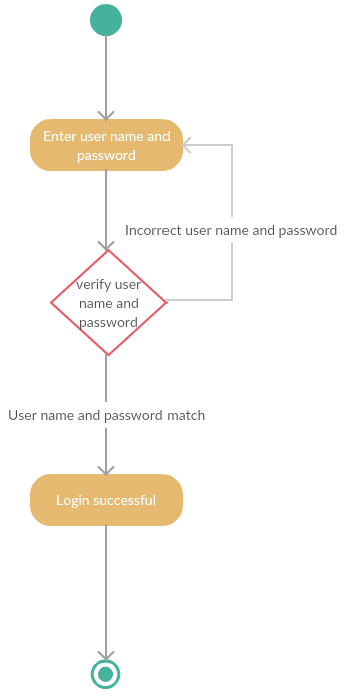 Enter user name and
password
Incorrect user name and password
verify user
name and
password
User name and password match
Login successful